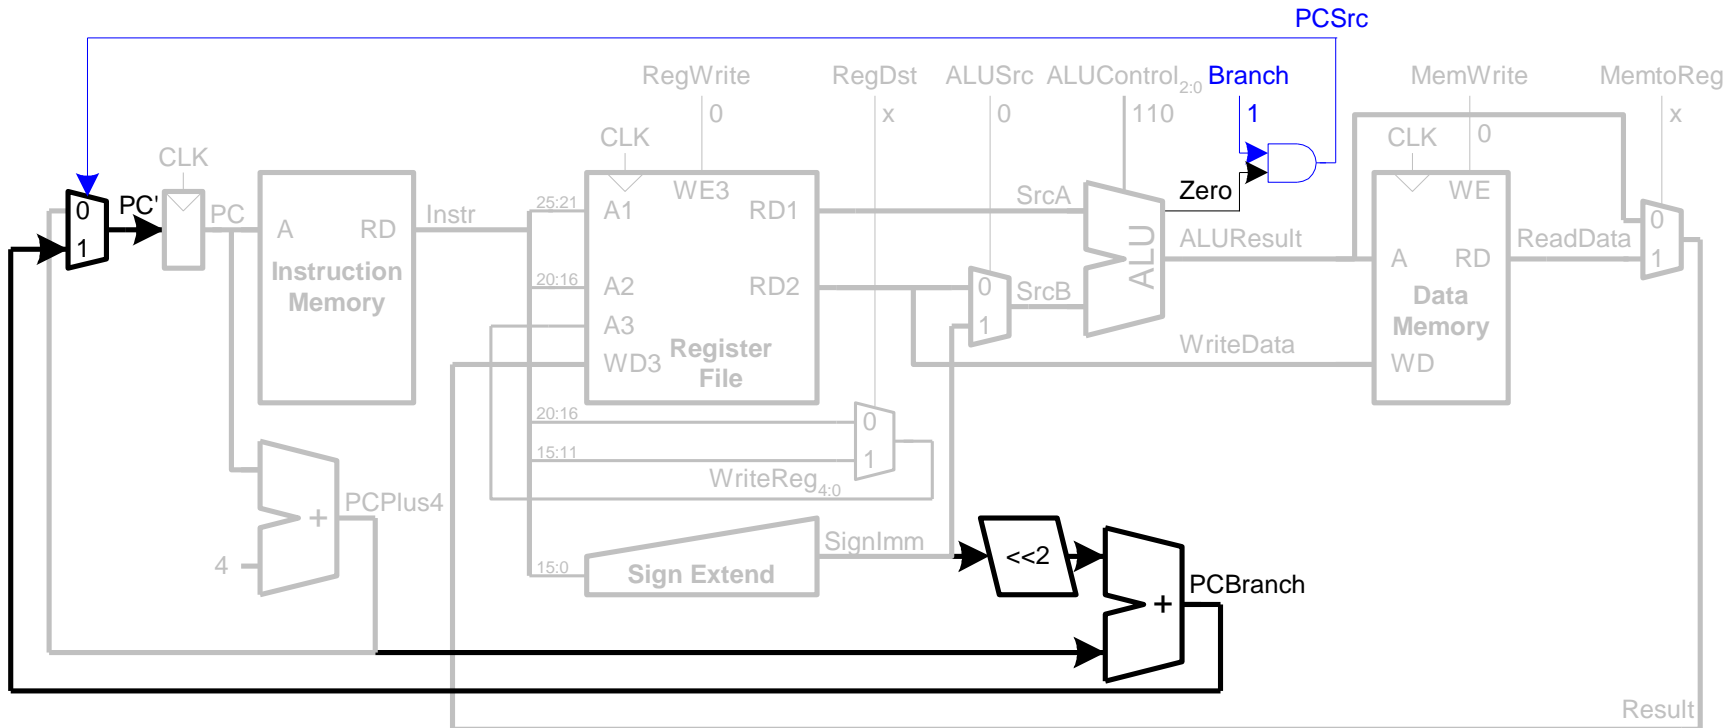 PCSrc
RegWrite RegDst ALUSrc ALUControl2:0 Branch MemWrite MemtoReg
0 x 0 110 1 0 x
CLK CLK CLK
PC' PC Instr 25:21 A1 WE3 RD1 SrcA Zero WE
0 1
A RD
Instruction
Memory
20:16 A2 RD2 0 1 SrcB ALU ALUResult A RD ReadData 0 1
A3
WD3 Register
File
Data
Memory
WriteData WD
20:16 0
15:11 1
WriteReg4:0
PCPlus4
+
4
SignImm
15:0 Sign Extend <<2
PCBranch
+
Result